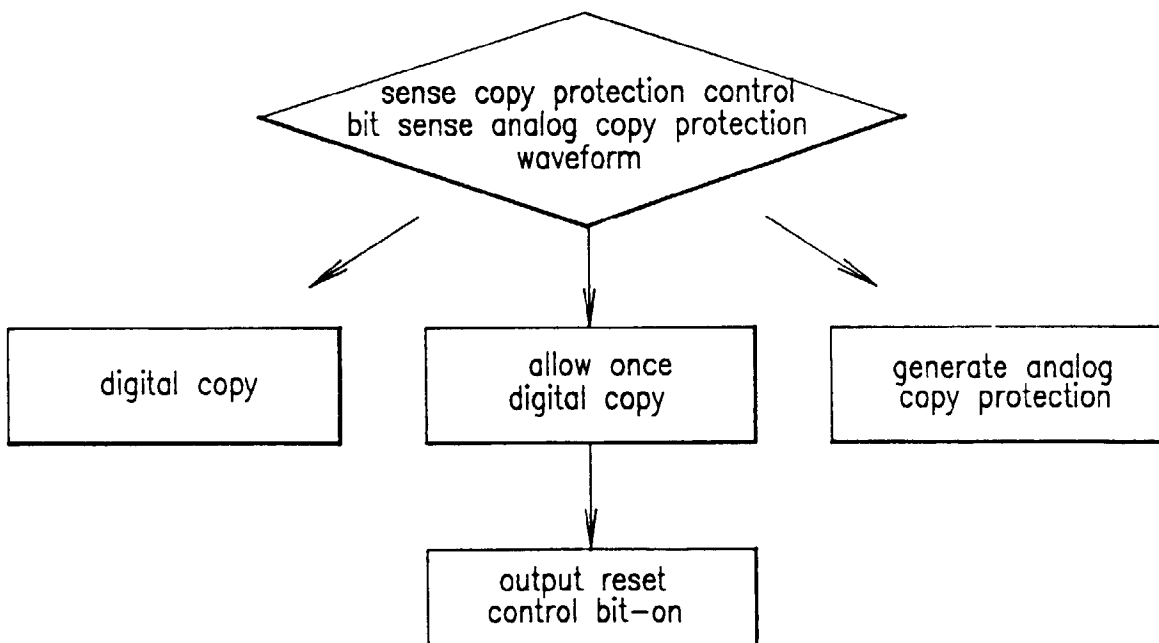 sense copy protection control
bit sense analog copy protection
waveform
digital copy
allow once
digital copy
generate analog
copy protection
output reset
control bit-on